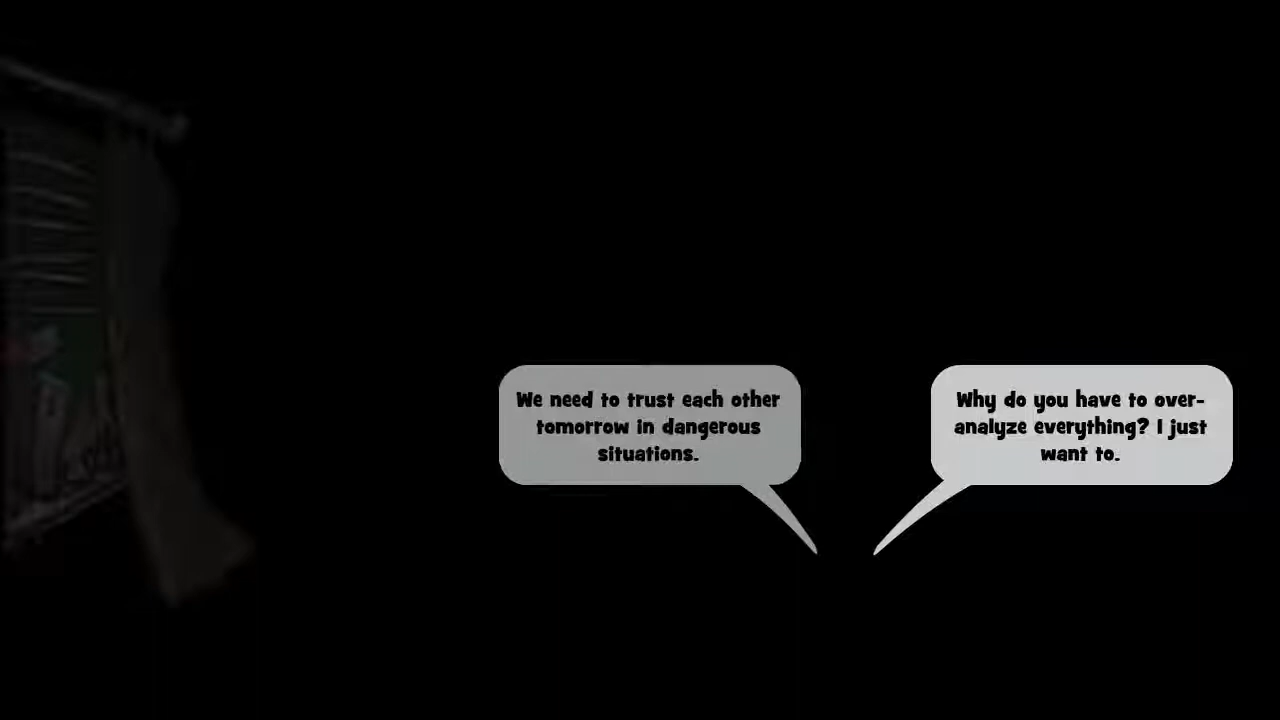 We need to trust each other
tomorrow in dangerous
situations.
Why do you have to over-
analyze everything? I just
want to.